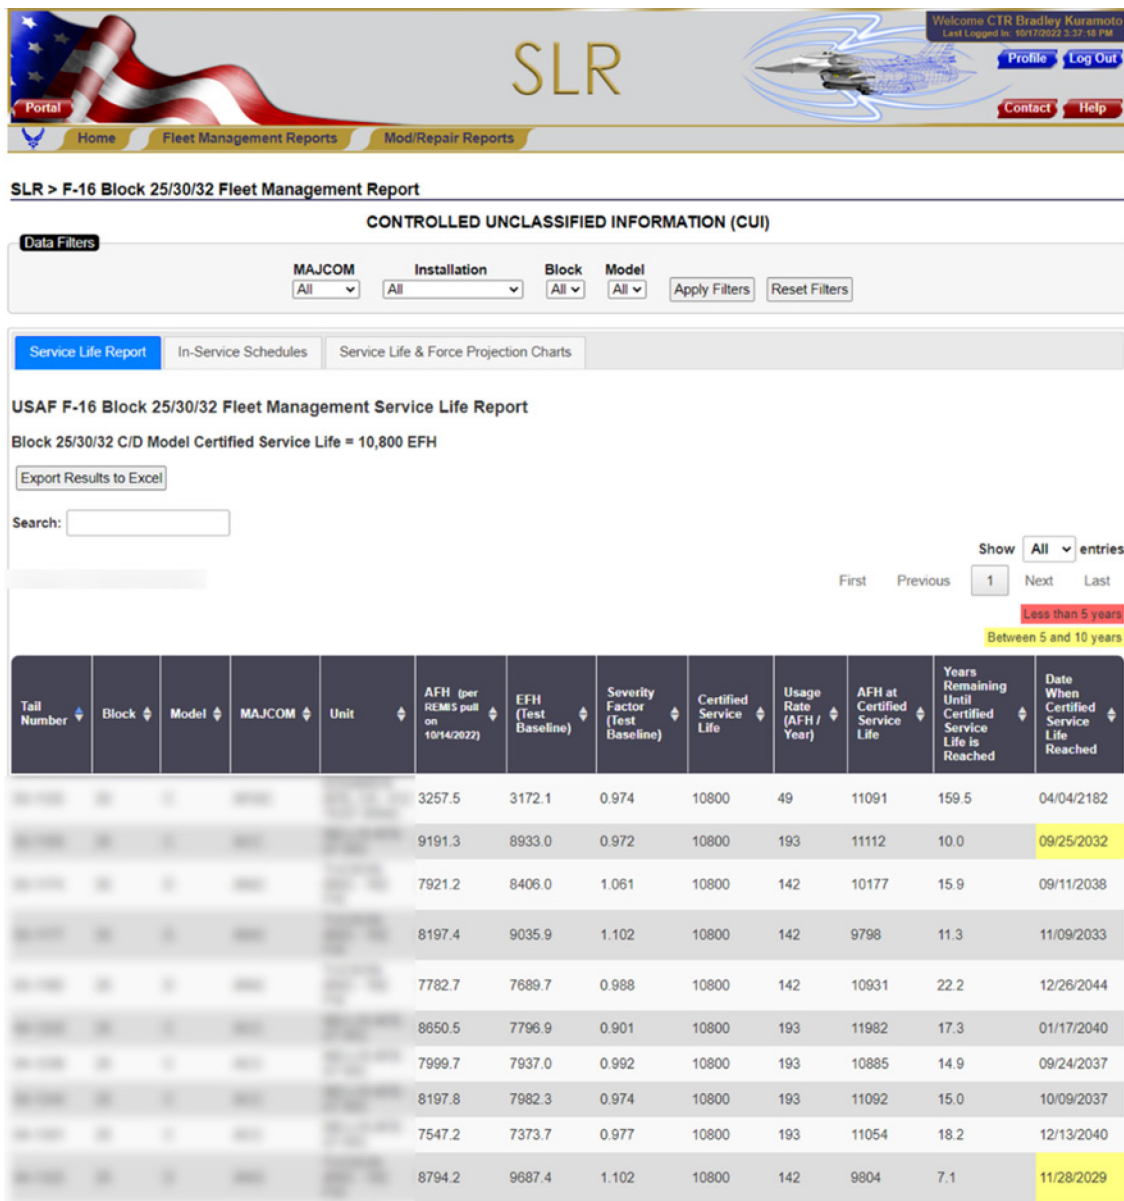 Welcome CTR Bradley Kuramoto
Last Logged In: 10/17/2022 3:37:18 PM
SLR
Profile Log Out
Portal
Contact Help
Home Fleet Management Reports Mod/Repair Reports
SLR > F-16 Block 25/30/32 Fleet Management Report
CONTROLLED UNCLASSIFIED INFORMATION (CUI)
Data Filters
MAJCOM Installation Block Model
All All All All Apply Filters Reset Filters
Service Life Report In-Service Schedules Service Life & Force Projection Charts
USAF F-16 Block 25/30/32 Fleet Management Service Life Report
Block 25/30/32 C/D Model Certified Service Life = 10,800 EFH
Export Results to Excel
Search:
Show All entries
First Previous 1 Next Last
Less than 5 years
Between 5 and 10 years
Tail Number Block Model MAJCOM Unit AFH (per REMIS pull on 10/14/2022) EFH (Test Baseline) Severity Factor (Test Baseline) Certified Service Life Usage Rate (AFH / Year) AFH at Certified Service Life Years Remaining Until Certified Service Life is Reached Date When Certified Service Life Reached
3257.5 3172.1 0.974 10800 49 11091 159.5 04/04/2182
9191.3 8933.0 0.972 10800 193 11112 10.0 09/25/2032
7921.2 8406.0 1.061 10800 142 10177 15.9 09/11/2038
8197.4 9035.9 1.102 10800 142 9798 11.3 11/09/2033
7782.7 7689.7 0.988 10800 142 10931 22.2 12/26/2044
8650.5 7796.9 0.901 10800 193 11982 17.3 01/17/2040
7999.7 7937.0 0.992 10800 193 10885 14.9 09/24/2037
8197.8 7982.3 0.974 10800 193 11092 15.0 10/09/2037
7547.2 7373.7 0.977 10800 193 11054 18.2 12/13/2040
8794.2 9687.4 1.102 10800 142 9804 7.1 11/28/2029